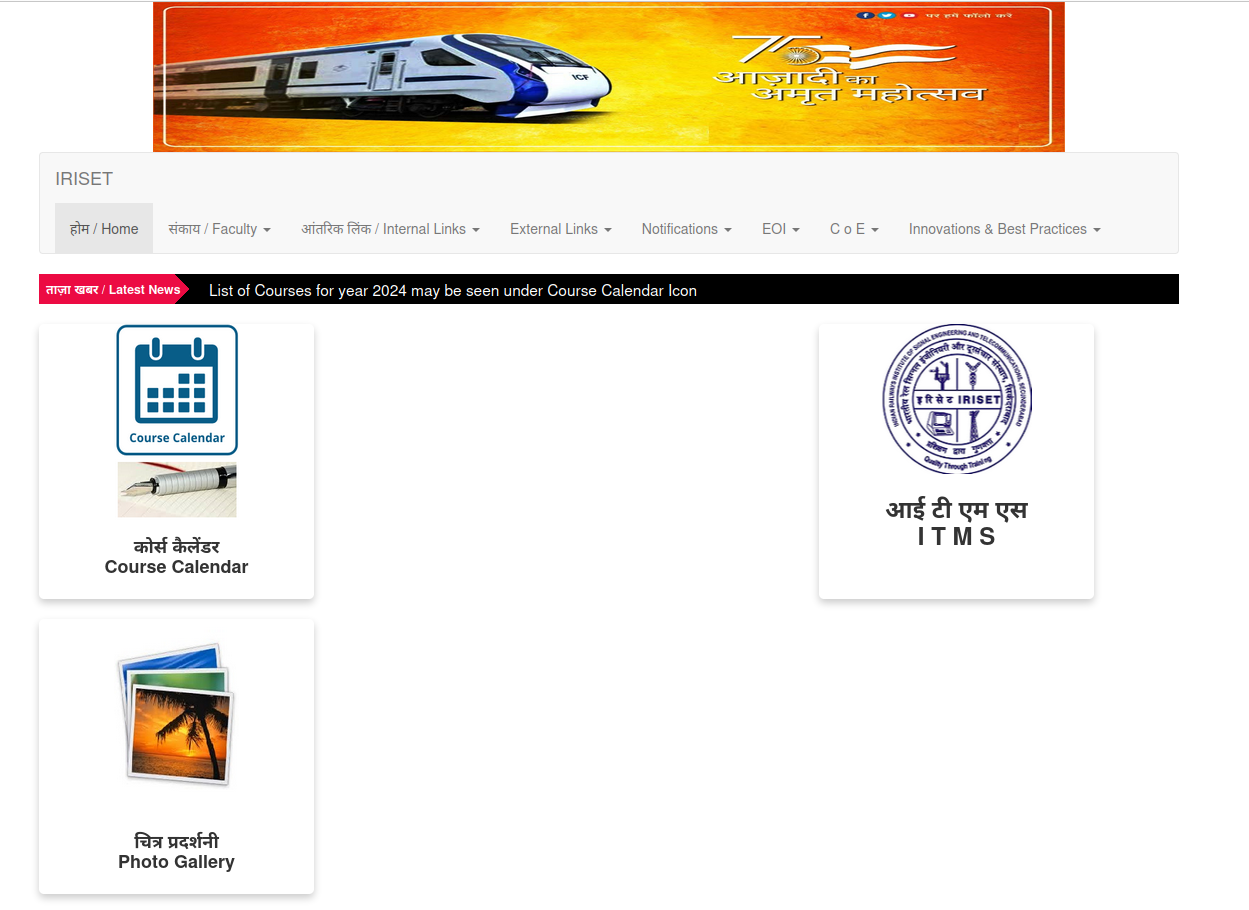 पर हमें फॉलो करें
75
ICF
आज़ादी का
अमृत महोत्सव
IRISET
होम / Home
संकाय / Faculty
आंतरिक लिंक / Internal Links
External Links
Notifications
EOI
C o E
Innovations & Best Practices
ताज़ा खबर / Latest News
List of Courses for year 2024 may be seen under Course Calendar Icon
Course Calendar
कोर्स कैलेंडर
Course Calendar
INDIAN RAILWAYS INSTITUTE OF SIGNAL ENGINEERING AND TELECOMMUNICATIONS, SECUNDERABAD
भारतीय रेल सिगनल इंजीनियरी और दूरसंचार संस्थान, सिकंदराबाद
इरिसेट IRISET
प्रशिक्षण द्वारा गुणवत्ता
Quality Through Training
आई टी एम एस
I T M S
चित्र प्रदर्शनी
Photo Gallery